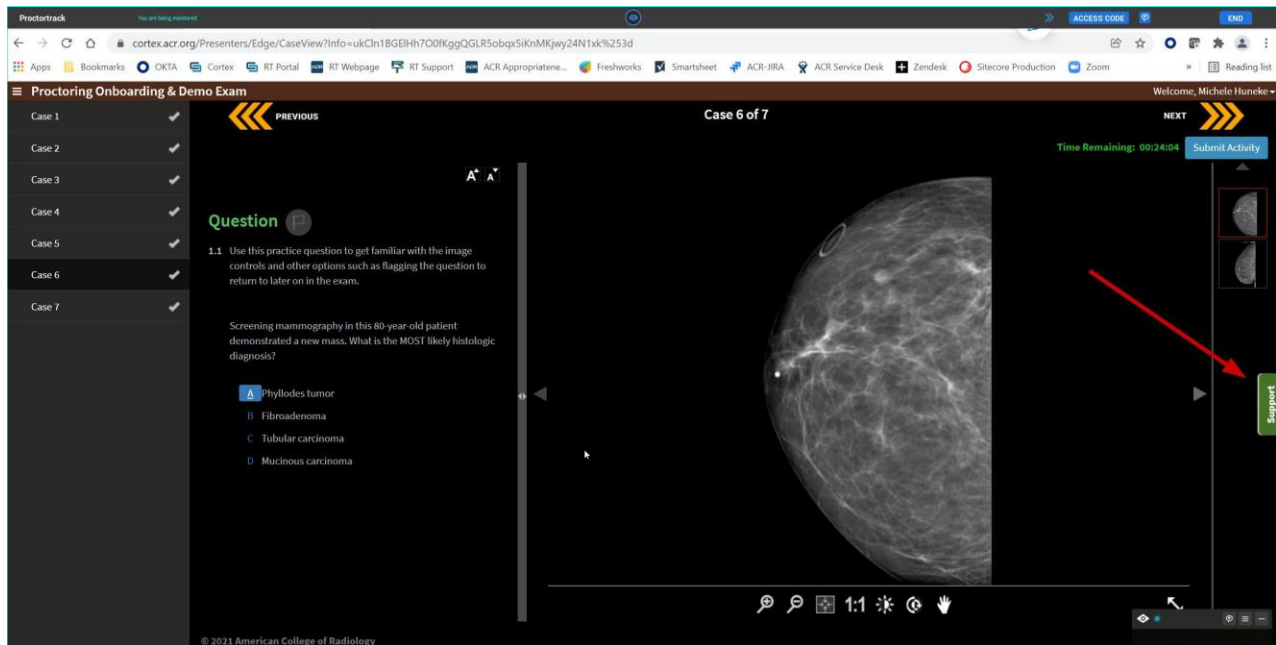 Proctortrack
You are being monitored
ACCESS CODE
END
cortex.acr.org/Presenters/Edge/CaseView?Info=ukCln1BGElHh7O0fKggQGLR5obqx5iKnMKjwy24N1xk%253d
Apps Bookmarks OKTA Cortex RT Portal RT Webpage RT Support ACR Appropriatene... Freshworks Smartsheet ACR-JIRA ACR Service Desk Zendesk Sitecore Production Zoom » Reading list
Proctoring Onboarding & Demo Exam
Welcome, Michele Huneke
Case 1
Case 2
Case 3
Case 4
Case 5
Case 6
Case 7
PREVIOUS
Case 6 of 7
NEXT
Time Remaining: 00:24:04
Submit Activity
A A
Question
1.1 Use this practice question to get familiar with the image
controls and other options such as flagging the question to
return to later on in the exam.
Screening mammography in this 80-year-old patient
demonstrated a new mass. What is the MOST likely histologic
diagnosis?
A Phyllodes tumor
B Fibroadenoma
C Tubular carcinoma
D Mucinous carcinoma
Support
1:1
© 2021 American College of Radiology